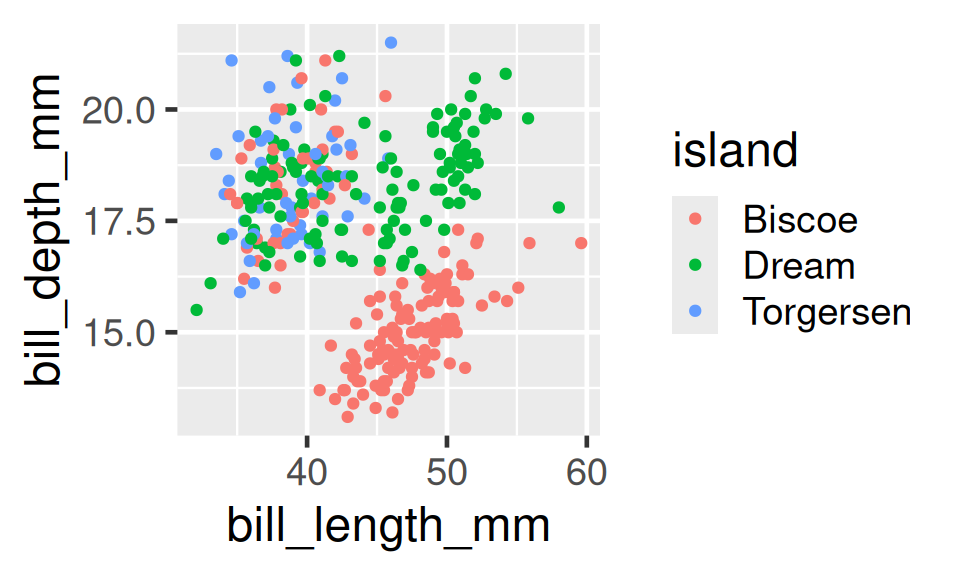 bill_depth_mm
20.0
17.5
15.0
40 50 60
bill_length_mm
island
Biscoe
Dream
Torgersen